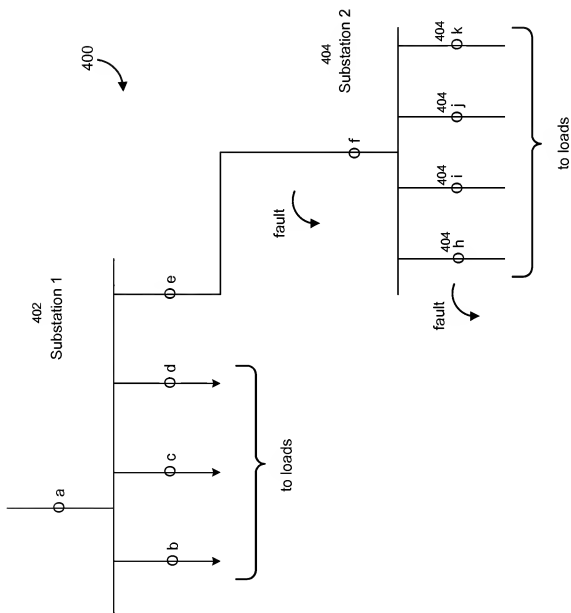 400
402
Substation 1
a
b
c
d
e
to loads
fault
404
Substation 2
f
fault
404
h
404
i
404
j
404
k
to loads